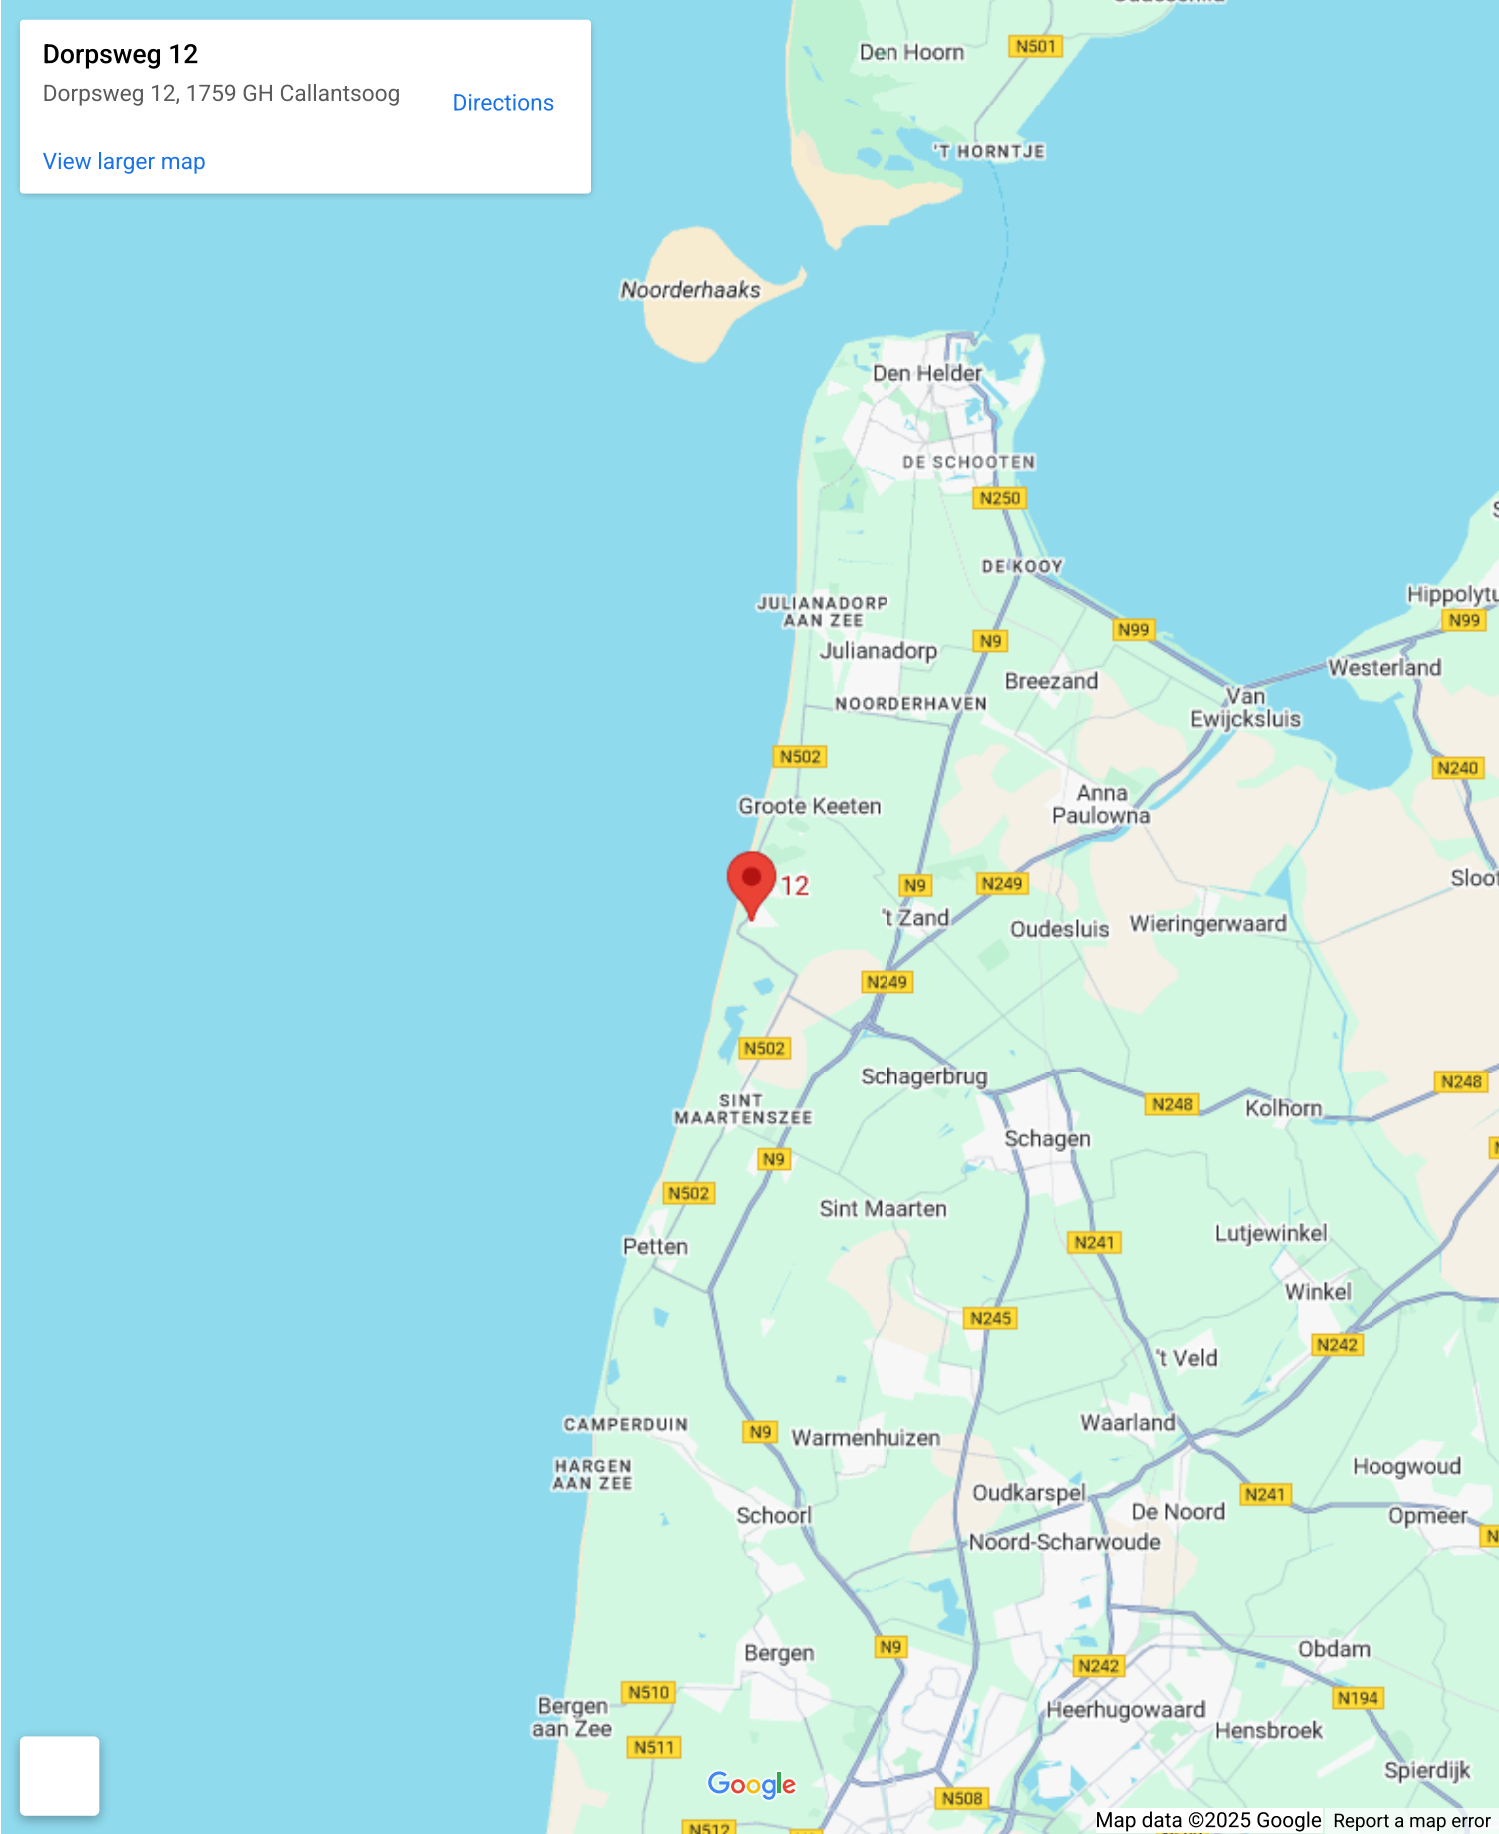 Dorpsweg 12
Dorpsweg 12, 1759 GH Callantsoog
Directions
View larger map
Den Hoorn
N501
'T HORNTJE
Noorderhaaks
Den Helder
DE SCHOOTEN
N250
DE KOOY
JULIANADORP
AAN ZEE
Hippolytu
N99
N99
N9
Julianadorp
Westerland
Breezand
NOORDERHAVEN
Van
Ewijcksluis
N502
N240
Groote Keeten
Anna
Paulowna
12
N9
N249
Sloot
't Zand
Oudesluis
Wieringerwaard
N249
N502
Schagerbrug
N248
N248
Kolhorn
SINT
MAARTENSZEE
Schagen
N9
N502
Sint Maarten
Lutjewinkel
N241
Petten
Winkel
N245
N242
't Veld
CAMPERDUIN
Waarland
N9
Warmenhuizen
HARGEN
AAN ZEE
Hoogwoud
Oudkarspel
N241
De Noord
Schoorl
Opmeer
N
Noord-Scharwoude
N9
Bergen
Obdam
N242
N510
N194
Bergen
aan Zee
Heerhugowaard
Hensbroek
N511
Spierdijk
Google
N508
N512
Map data ©2025 Google
Report a map error